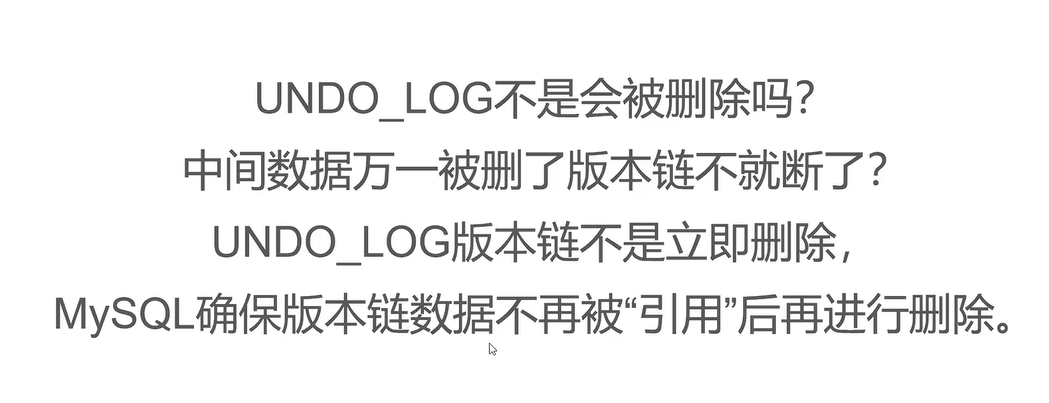 UNDO_LOG不是会被删除吗？
中间数据万一被删了版本链不就断了？
UNDO_LOG版本链不是立即删除，
MySQL确保版本链数据不再被“引用”后再进行删除。